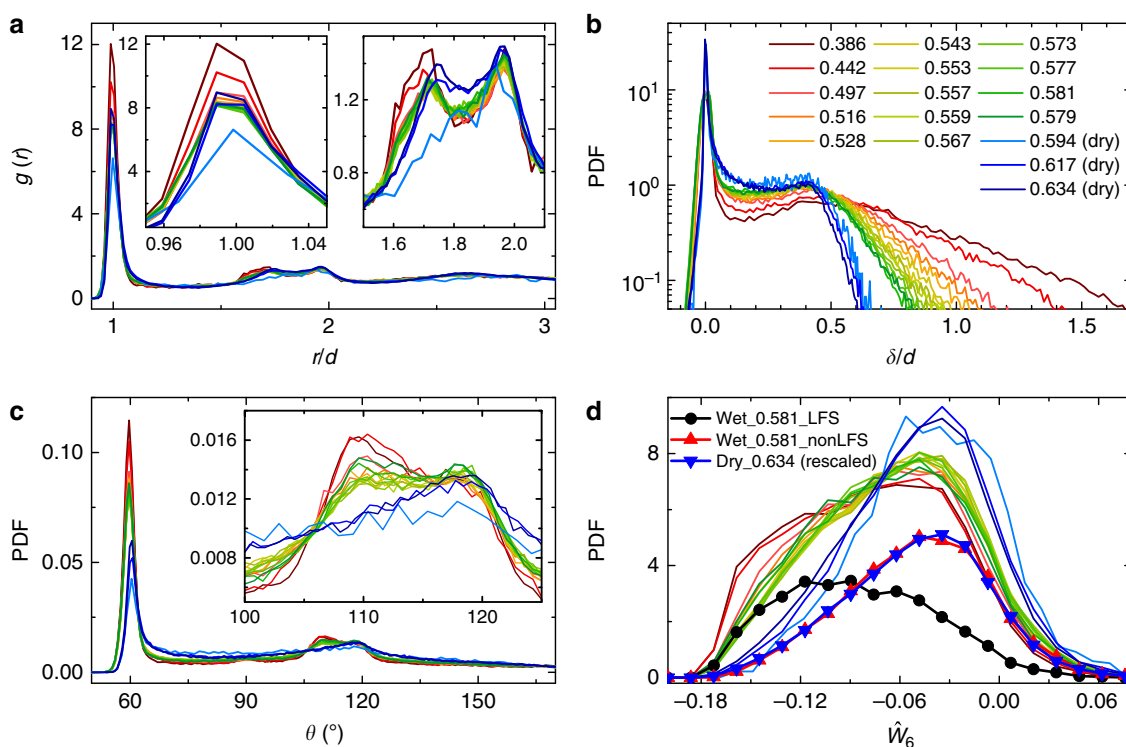 a
12
8
4
0
g (r)
1
2
3
r/d
12
8
4
0.96
1.00
1.04
1.2
0.8
1.6
1.8
2.0
b
10¹
10⁰
10⁻¹
PDF
0.0
0.5
1.0
1.5
δ/d
0.386 0.543 0.573
0.442 0.553 0.577
0.497 0.557 0.581
0.516 0.559 0.579
0.528 0.567 0.594 (dry)
0.617 (dry)
0.634 (dry)
c
0.10
0.05
0.00
PDF
60
90
120
150
θ (°)
0.016
0.012
0.008
100
110
120
d
8
4
0
PDF
−0.18
−0.12
−0.06
0.00
0.06
Ŵ₆
Wet_0.581_LFS
Wet_0.581_nonLFS
Dry_0.634 (rescaled)